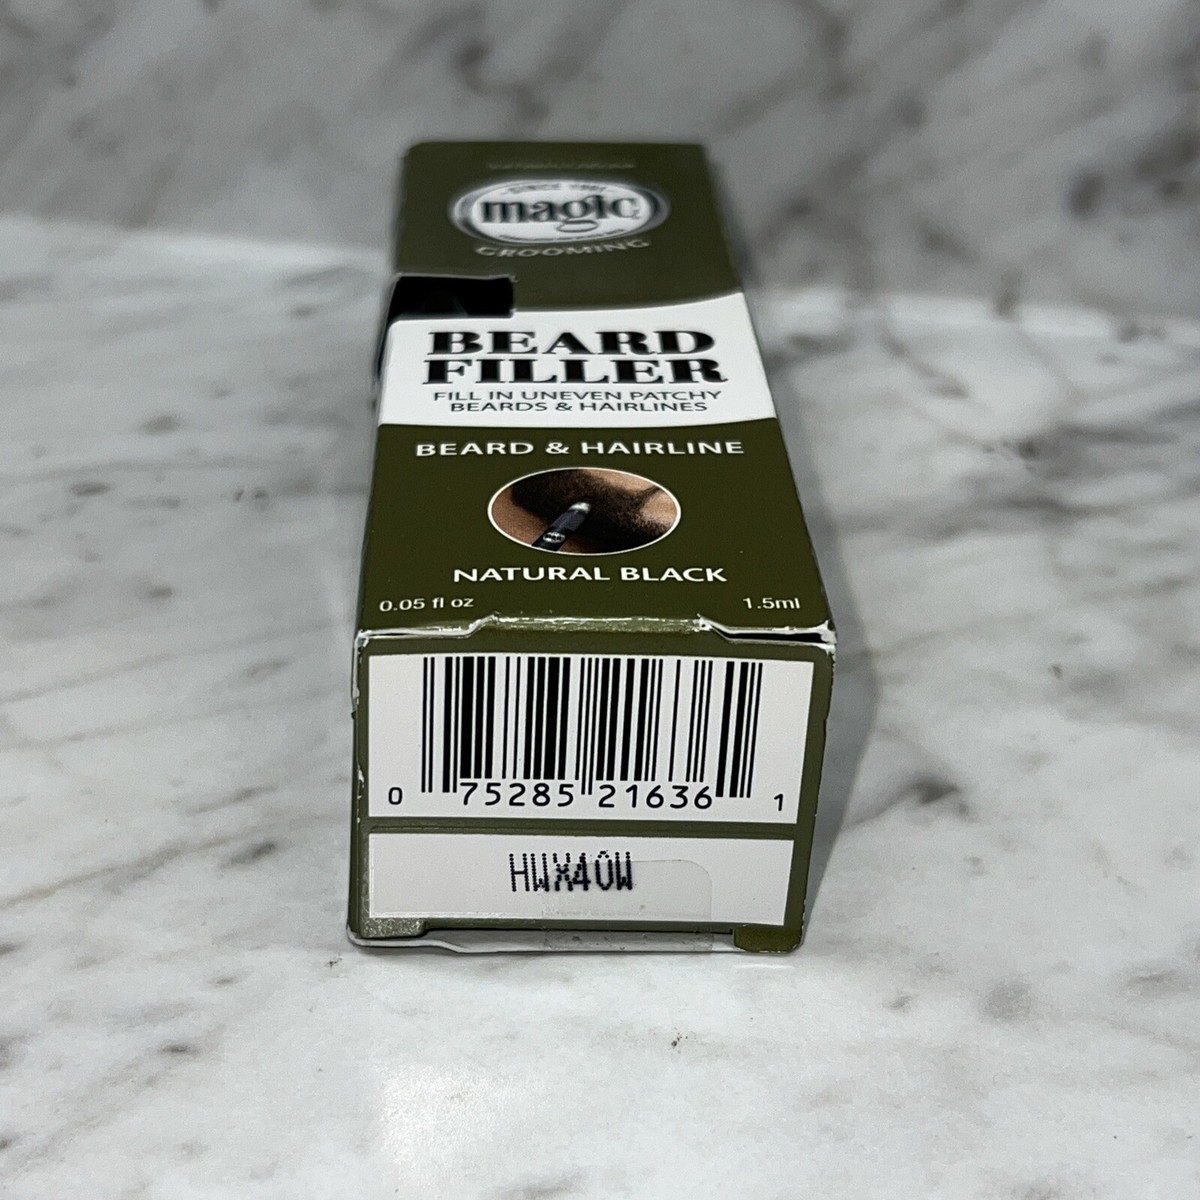 magic
GROOMING
BEARD
FILLER
FILL IN UNEVEN PATCHY
BEARDS & HAIRLINES
BEARD & HAIRLINE
NATURAL BLACK
0.05 fl oz 1.5ml
0 75285 21636 1
HWX40W